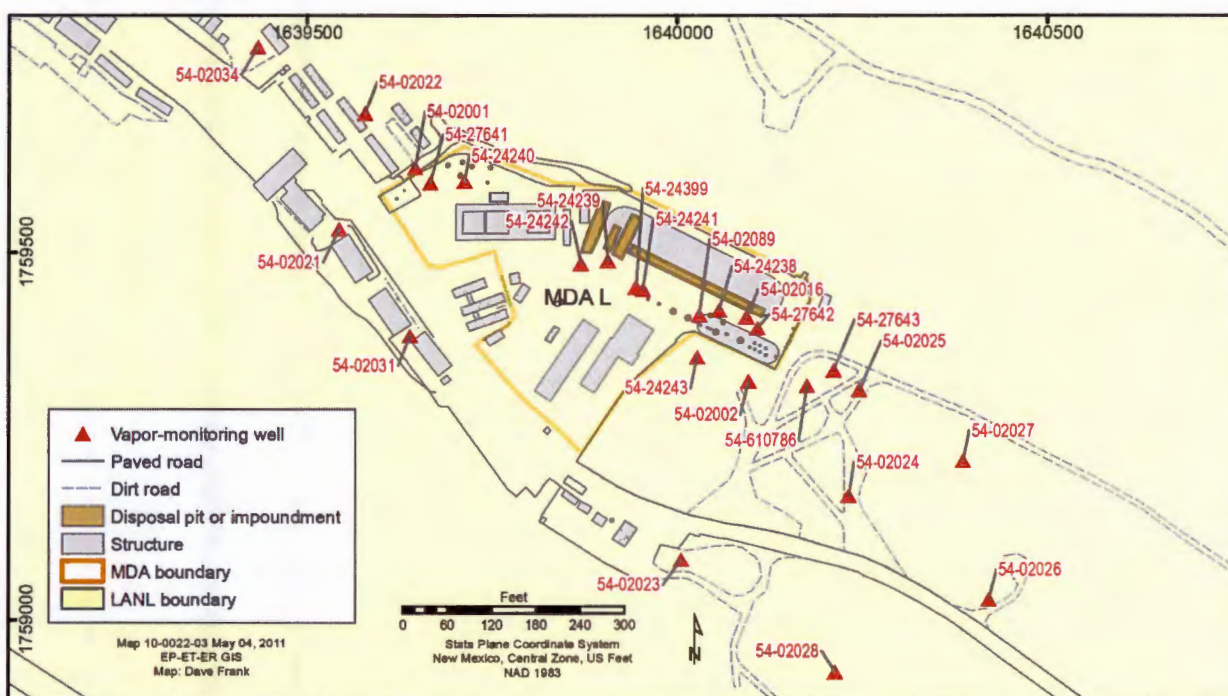 1639500
1640000
1640500
54-02034
54-02022
54-02001
54-27641
54-24240
54-24399
54-24239
54-24241
54-24242
54-02089
54-24238
54-02016
54-27642
1759500
54-02021
MDA L
54-27643
54-02025
54-02031
54-24243
54-02002
54-610786
54-02027
54-02024
54-02023
54-02026
54-02028
1759000
Vapor-monitoring well
Paved road
Dirt road
Disposal pit or impoundment
Structure
MDA boundary
LANL boundary
Map 10-0022-03 May 04, 2011
EP-ET-ER GIS
Map: Dave Frank
Feet
0 60 120 180 240 300
State Plane Coordinate System
New Mexico, Central Zone, US Feet
NAD 1983
N